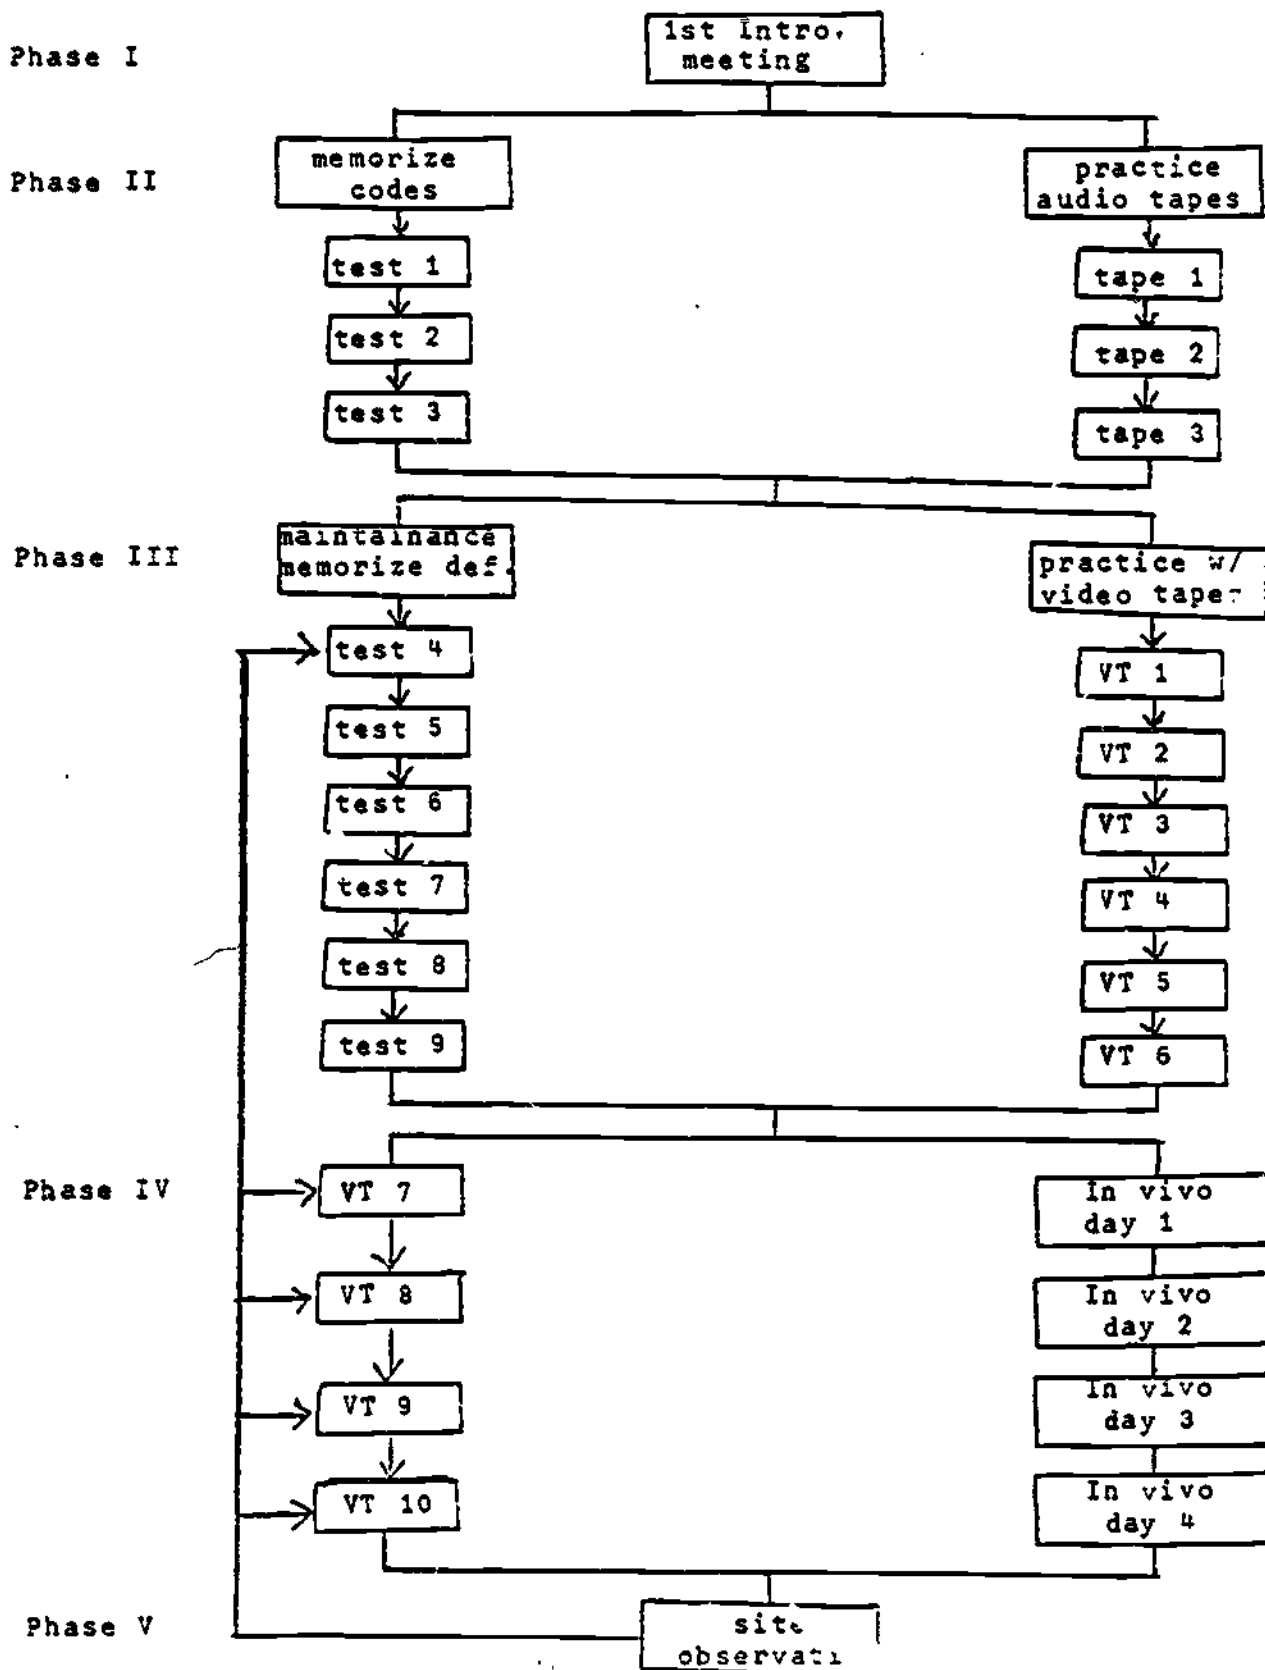 Phase I
1st Intro.
meeting
Phase II
memorize
codes
practice
audio tapes
test 1
tape 1
test 2
tape 2
test 3
tape 3
Phase III
maintainance
memorize def.
practice w/
video
test 4
VT 1
test 5
VT 2
test 6
VT 3
test 7
VT 4
test 8
VT 5
test 9
VT 6
Phase IV
VT 7
In vivo
day 1
VT 8
In vivo
day 2
VT 9
In vivo
day 3
VT 10
In vivo
day 4
Phase V